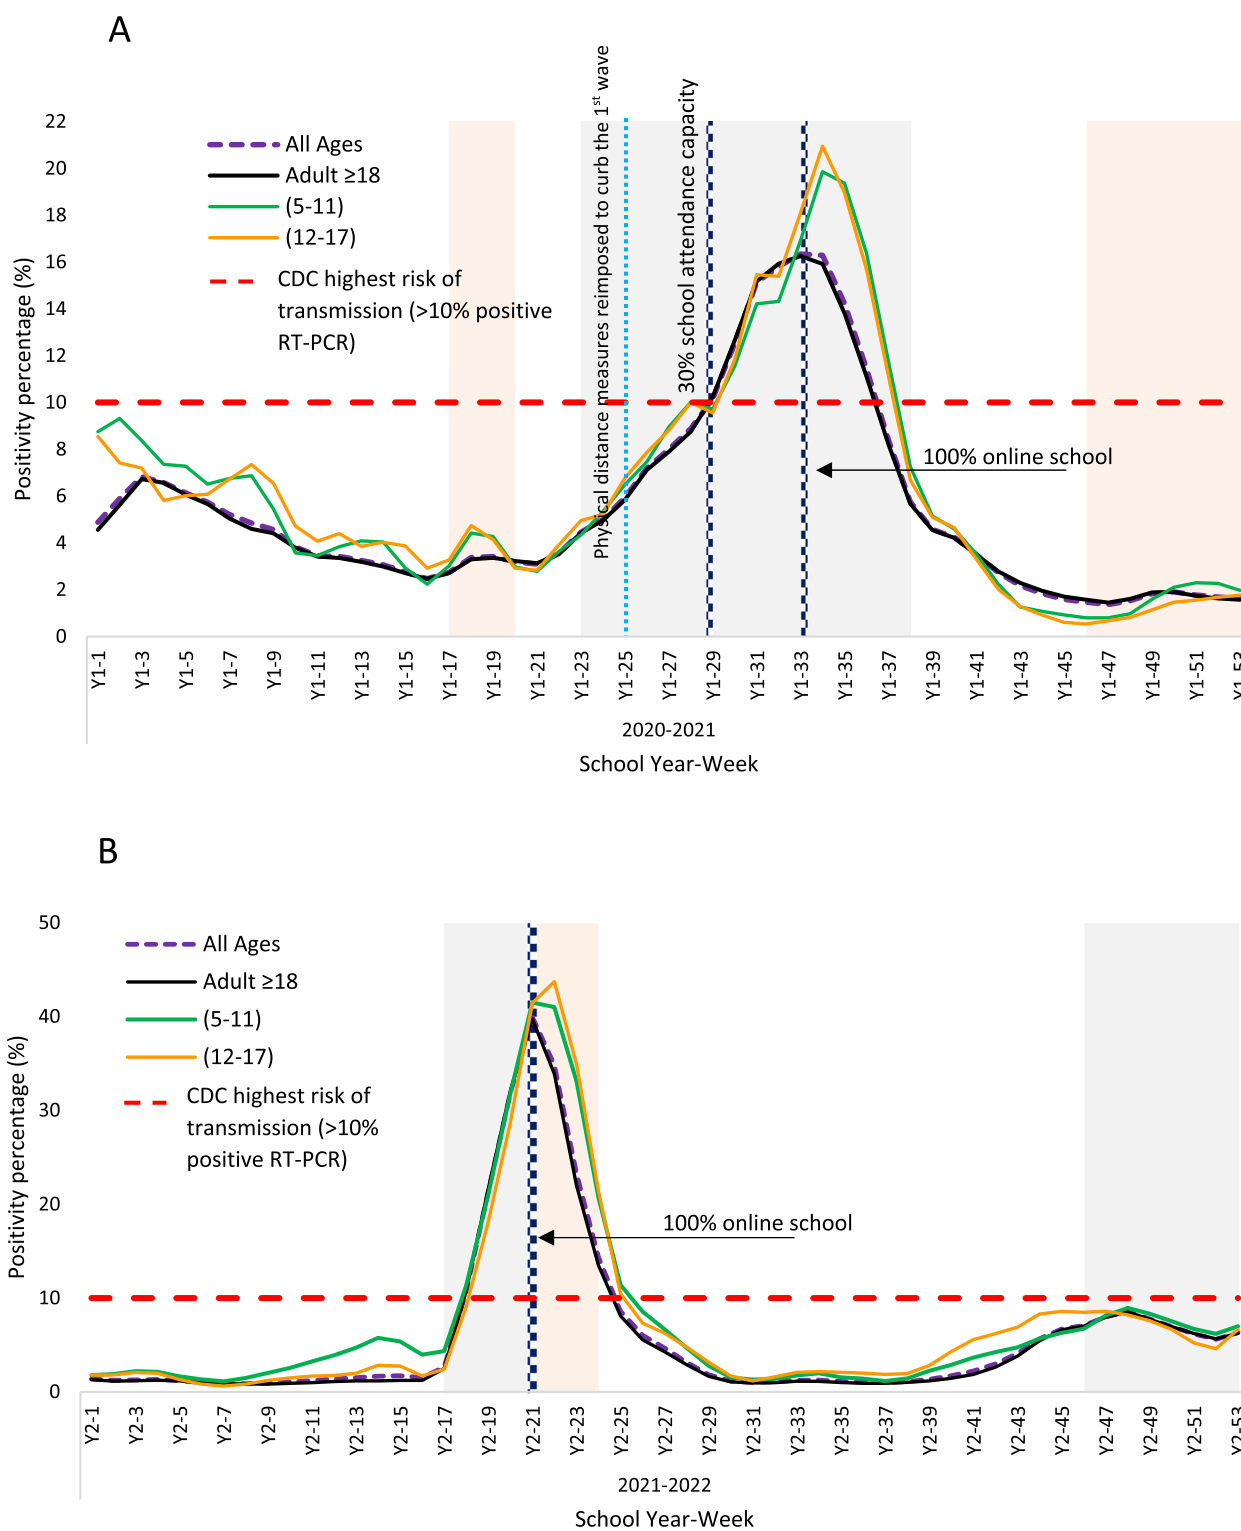 A
Physical distance measures reimposed to curb the 1st wave
30% school attendance capacity
22
20
18
16
14
12
10
8
6
4
2
0
Positivity percentage (%)
All Ages
Adult ≥18
(5-11)
(12-17)
CDC highest risk of
transmission (>10% positive
RT-PCR)
100% online school
Y1-1
Y1-3
Y1-5
Y1-7
Y1-9
Y1-11
Y1-13
Y1-15
Y1-17
Y1-19
Y1-21
Y1-23
Y1-25
Y1-27
Y1-29
Y1-31
Y1-33
Y1-35
Y1-37
Y1-39
Y1-41
Y1-43
Y1-45
Y1-47
Y1-49
Y1-51
Y1-53
2020-2021
School Year-Week
B
50
40
30
20
10
0
Positivity percentage (%)
All Ages
Adult ≥18
(5-11)
(12-17)
CDC highest risk of
transmission (>10%
positive RT-PCR)
100% online school
Y2-1
Y2-3
Y2-5
Y2-7
Y2-9
Y2-11
Y2-13
Y2-15
Y2-17
Y2-19
Y2-21
Y2-23
Y2-25
Y2-27
Y2-29
Y2-31
Y2-33
Y2-35
Y2-37
Y2-39
Y2-41
Y2-43
Y2-45
Y2-47
Y2-49
Y2-51
Y2-53
2021-2022
School Year-Week